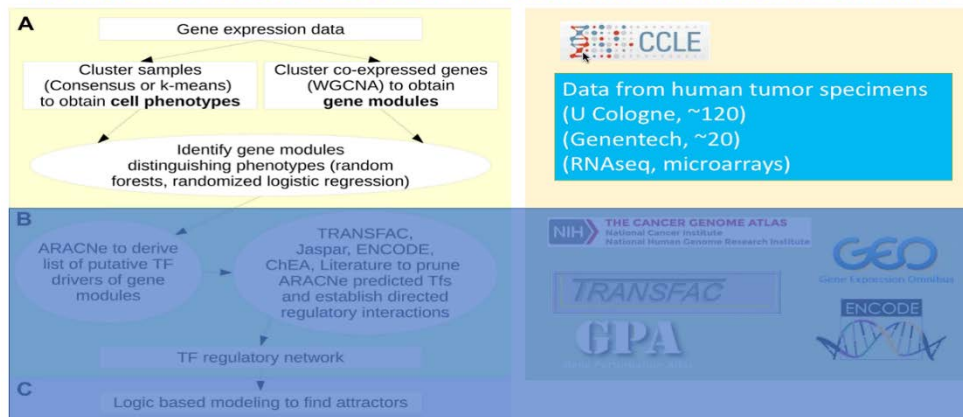 A
Gene expression data
Cluster samples
(Consensus or k-means)
to obtain cell phenotypes
Cluster co-expressed genes
(WGCNA) to obtain
gene modules
Identify gene modules
distinguishing phenotypes (random
forests, randomized logistic regression)
B
ARACNe to derive
list of putative TF
drivers of gene
modules
TRANSFAC,
Jaspar, ENCODE,
ChEA, Literature to prune
ARACNe predicted Tfs
and establish directed
regulatory interactions
TF regulatory network
C
Logic based modeling to find attractors
CCLE
Data from human tumor specimens
(U Cologne, ~120)
(Genentech, ~20)
(RNAseq, microarrays)
NIH
THE CANCER GENOME ATLAS
National Cancer Institute
National Human Genome Research Institute
GEO
Gene Expression Omnibus
TRANSFAC
ENCODE
GPA